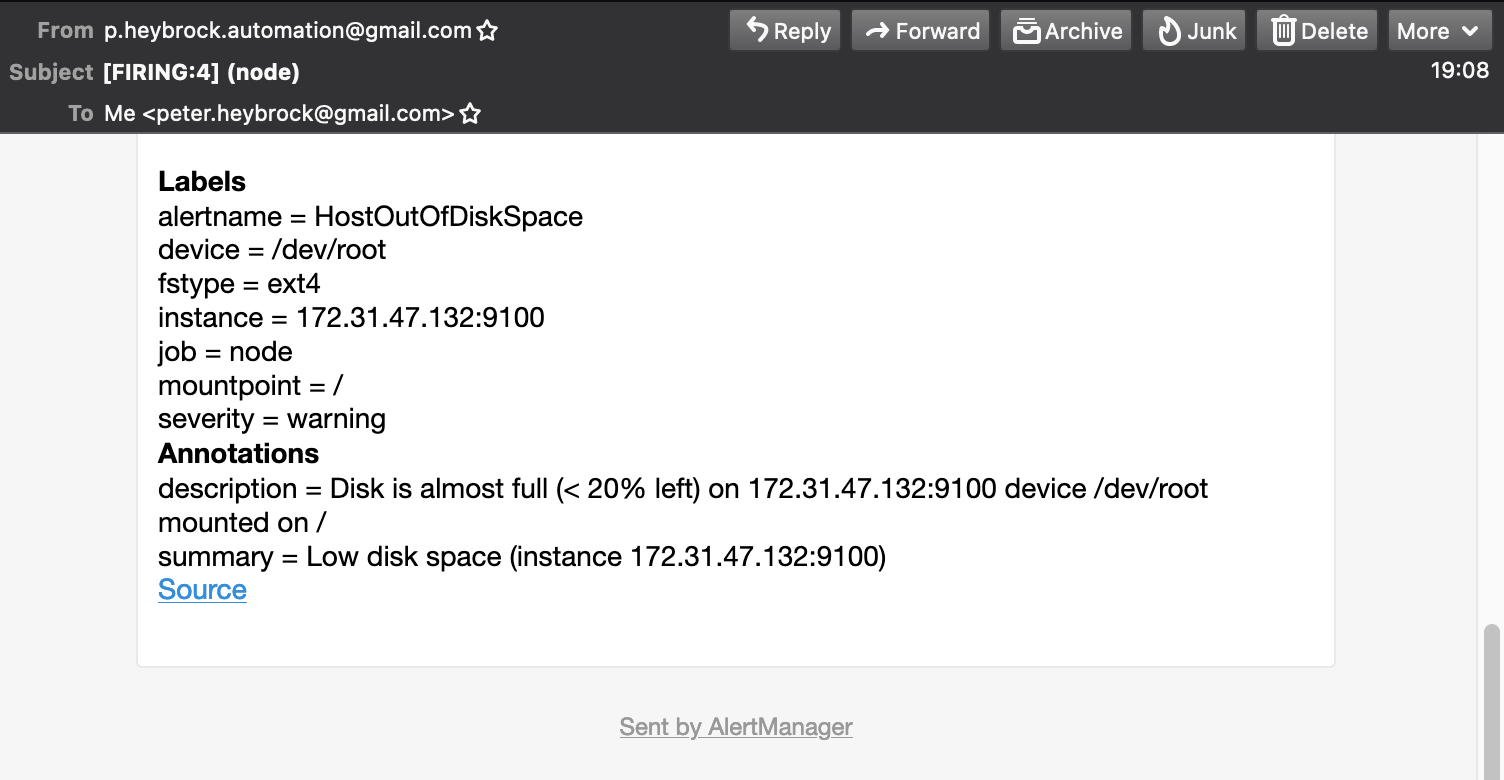 From p.heybrock.automation@gmail.com
Reply Forward Archive Junk Delete More
Subject [FIRING:4] (node)
19:08
To Me <peter.heybrock@gmail.com>
Labels
alertname = HostOutOfDiskSpace
device = /dev/root
fstype = ext4
instance = 172.31.47.132:9100
job = node
mountpoint = /
severity = warning
Annotations
description = Disk is almost full (< 20% left) on 172.31.47.132:9100 device /dev/root
mounted on /
summary = Low disk space (instance 172.31.47.132:9100)
Source
Sent by AlertManager